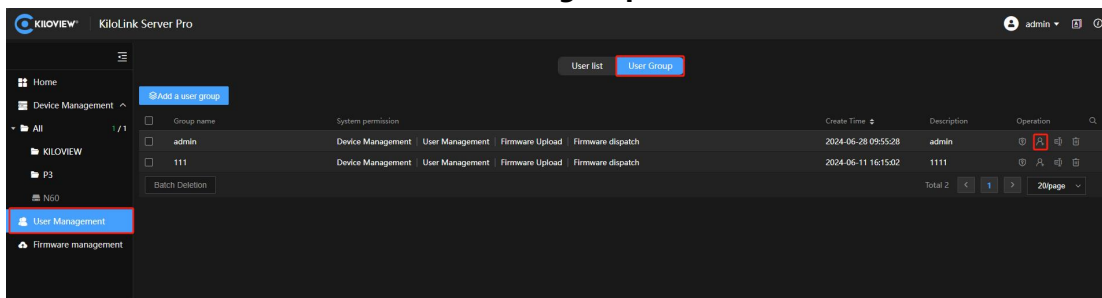 KILOVIEW® KiloLink Server Pro admin
User list User Group
Home
Add a user group
Device Management
Group name System permission Create Time Description Operation
All 1/1
admin Device Management User Management Firmware Upload Firmware dispatch 2024-06-28 09:55:28 admin
KILOVIEW
111 Device Management User Management Firmware Upload Firmware dispatch 2024-06-11 16:15:02 1111
P3
Batch Deletion Total 2 1 20/page
N60
User Management
Firmware management